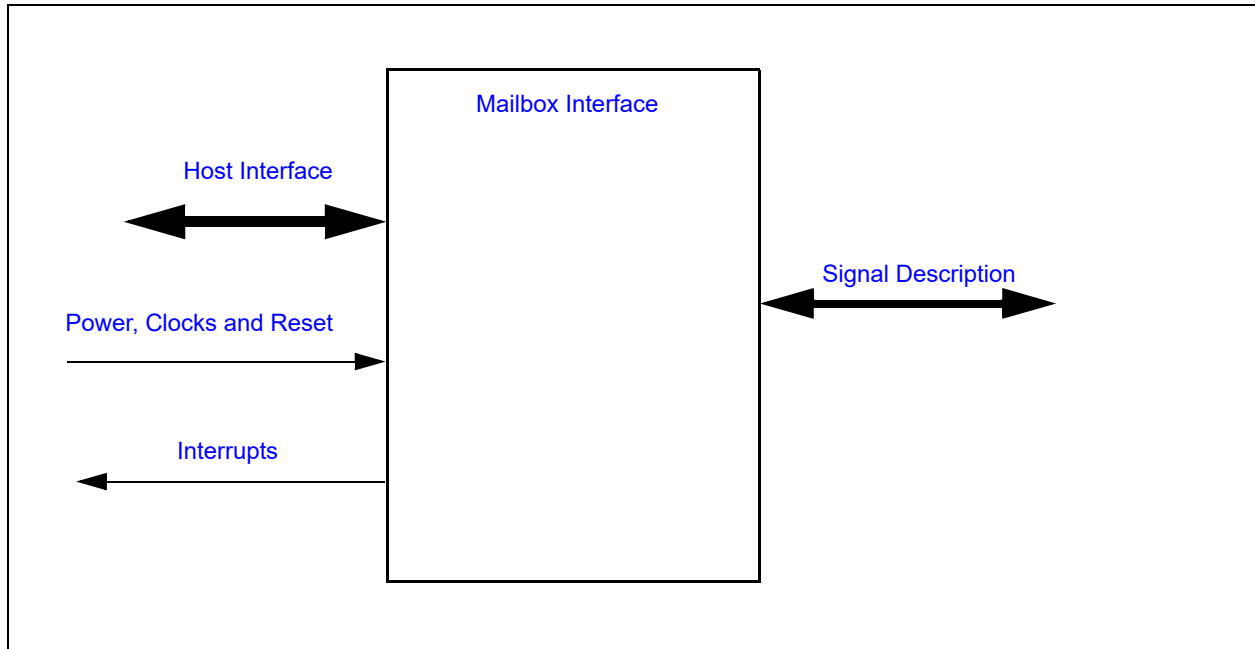 Mailbox Interface
Host Interface
Signal Description
Power, Clocks and Reset
Interrupts